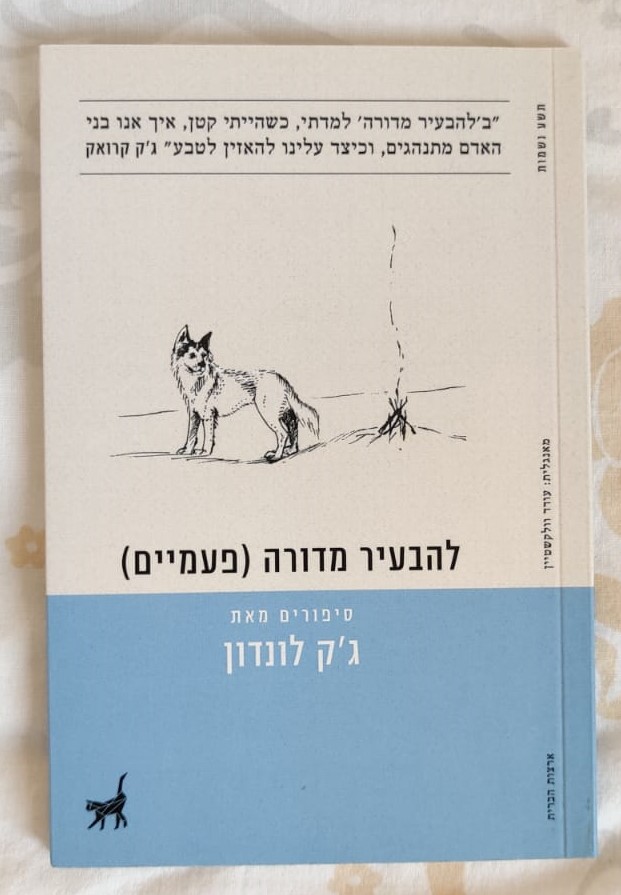 "ב'להבעיר מדורה' למדתי, כשהייתי קטן, איך אנו בני
האדם מתנהגים, וכיצד עלינו להאזין לטבע" ג'ק קרואק
תשע נשמות
מאנגלית: עודד וולקשטיין
להבעיר מדורה (פעמיים)
סיפורים מאת
ג'ק לונדון
ארצות הברית